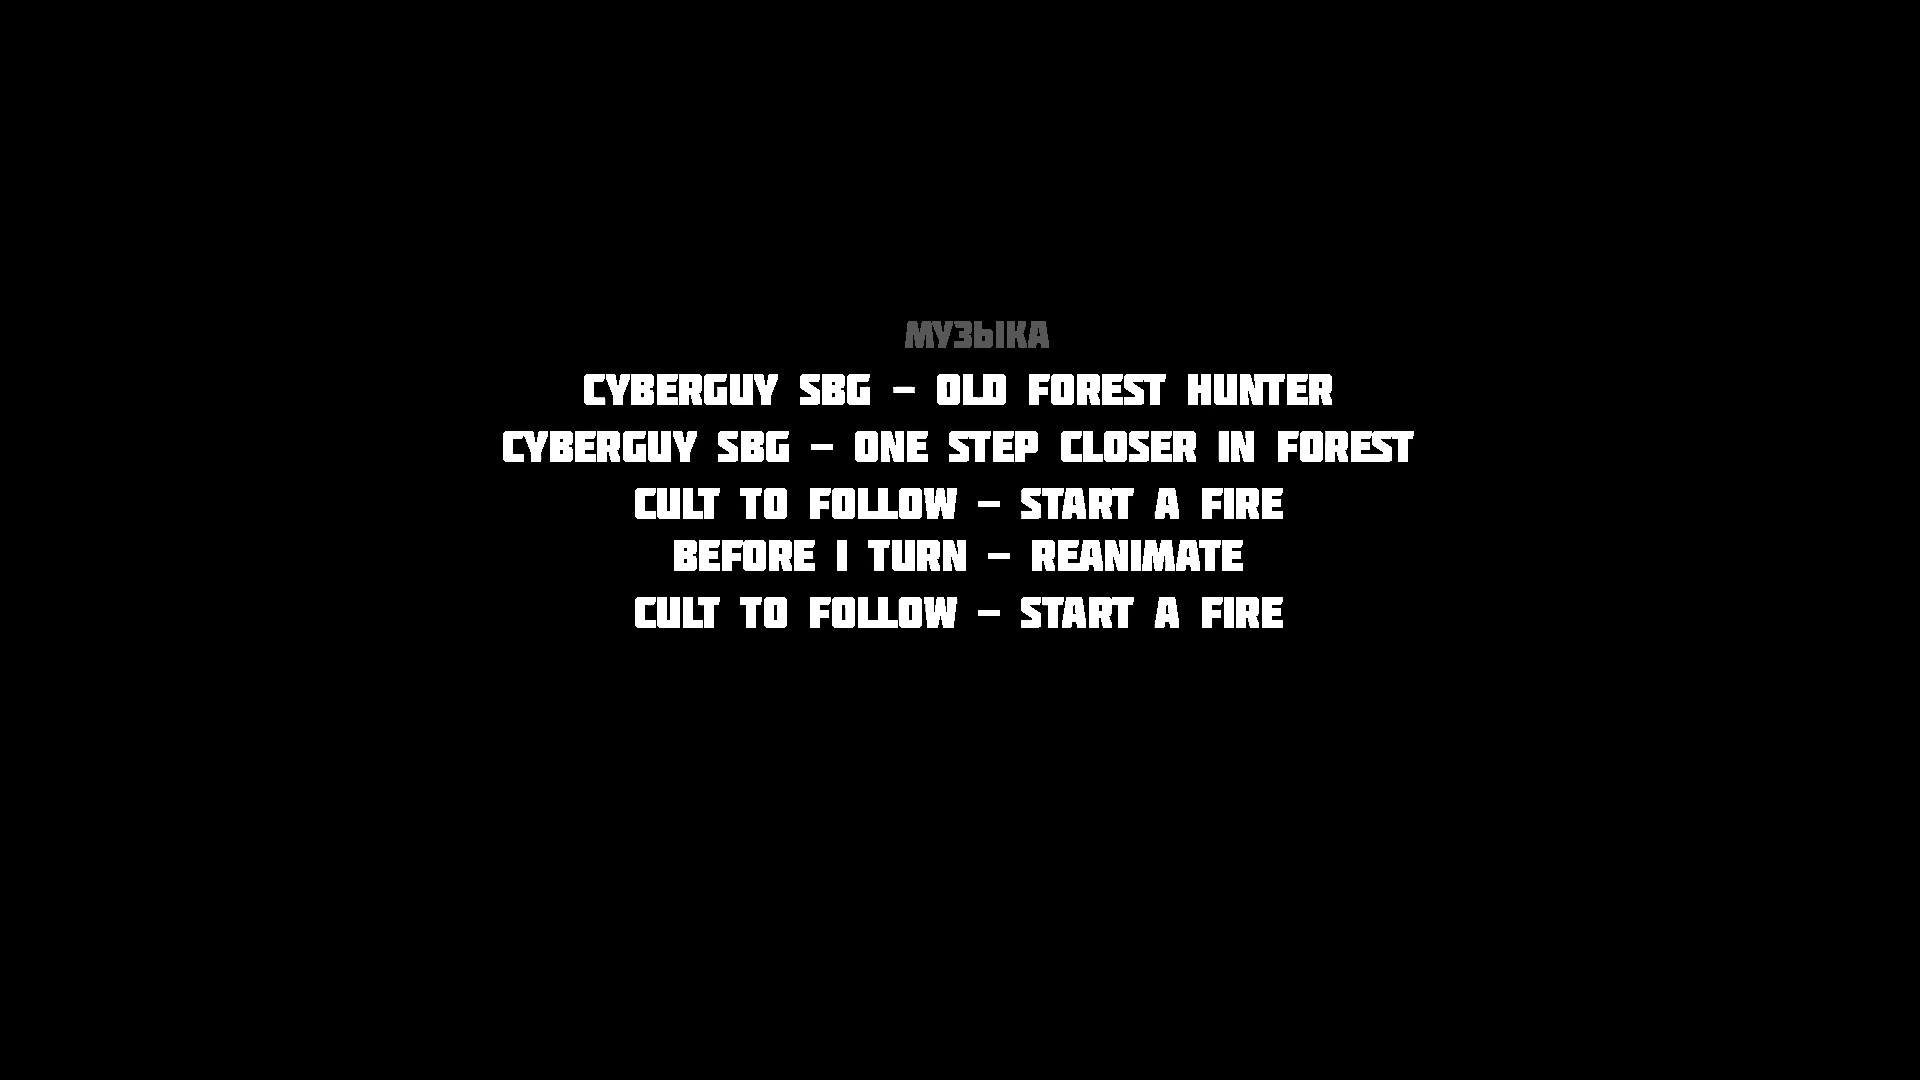 МУЗЫКА
CYBERGUY SBG – OLD FOREST HUNTER
CYBERGUY SBG – ONE STEP CLOSER IN FOREST
CULT TO FOLLOW – START A FIRE
BEFORE I TURN – REANIMATE
CULT TO FOLLOW – START A FIRE